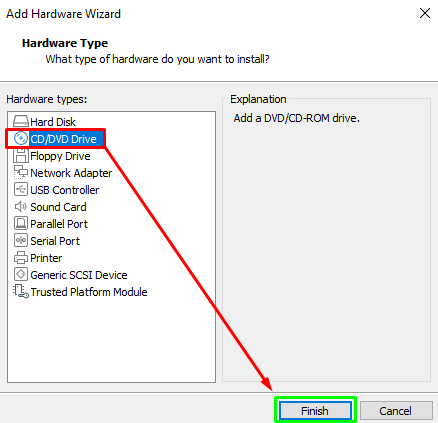 Add Hardware Wizard
Hardware Type
What type of hardware do you want to install?
Hardware types:
Hard Disk
CD/DVD Drive
Floppy Drive
Network Adapter
USB Controller
Sound Card
Parallel Port
Serial Port
Printer
Generic SCSI Device
Trusted Platform Module
Explanation
Add a DVD/CD-ROM drive.
Finish
Cancel